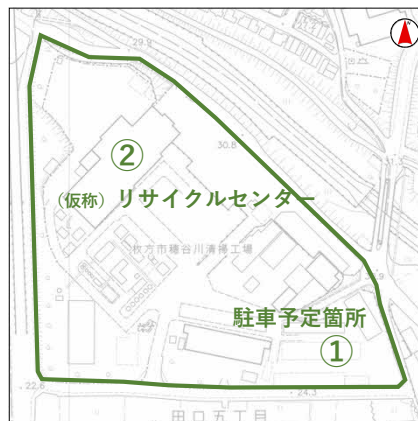 29.9
30.8
②
(仮称) リサイクルセンター
枚方市穂谷川清掃工場
駐車予定箇所
①
22.6
24.3
田口五丁目